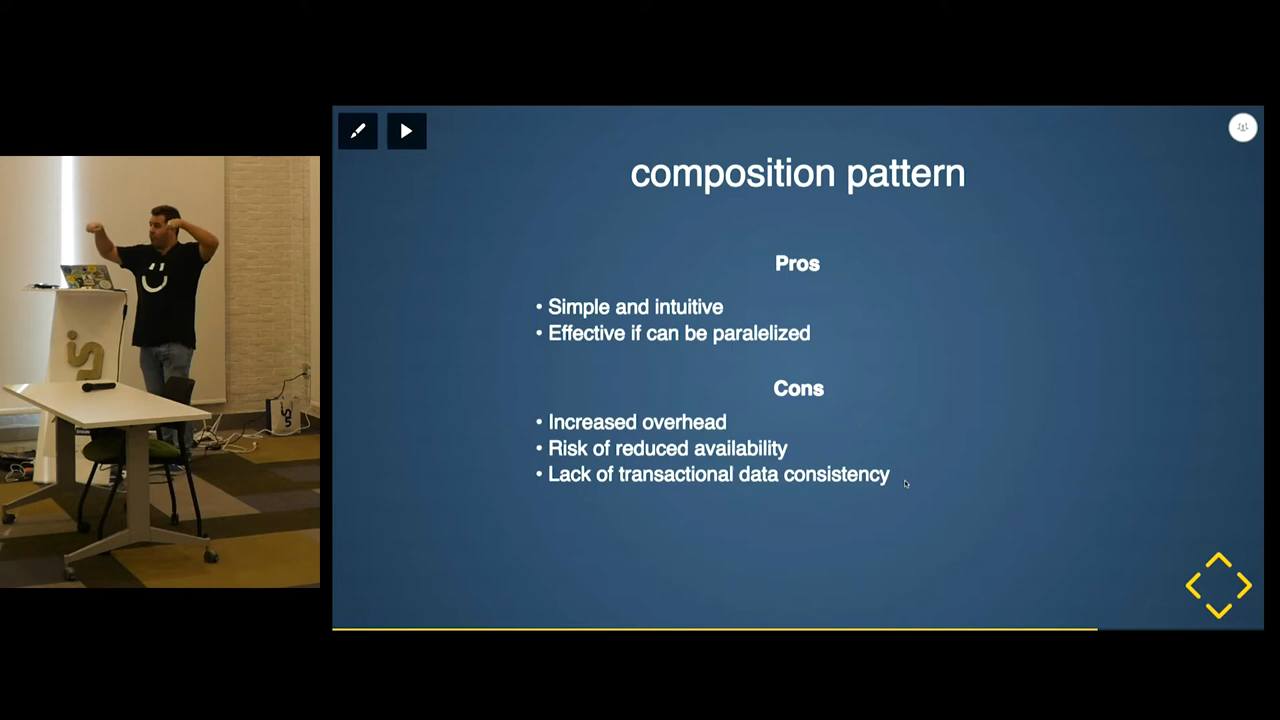 composition pattern
Pros
• Simple and intuitive
• Effective if can be paralelized
Cons
• Increased overhead
• Risk of reduced availability
• Lack of transactional data consistency